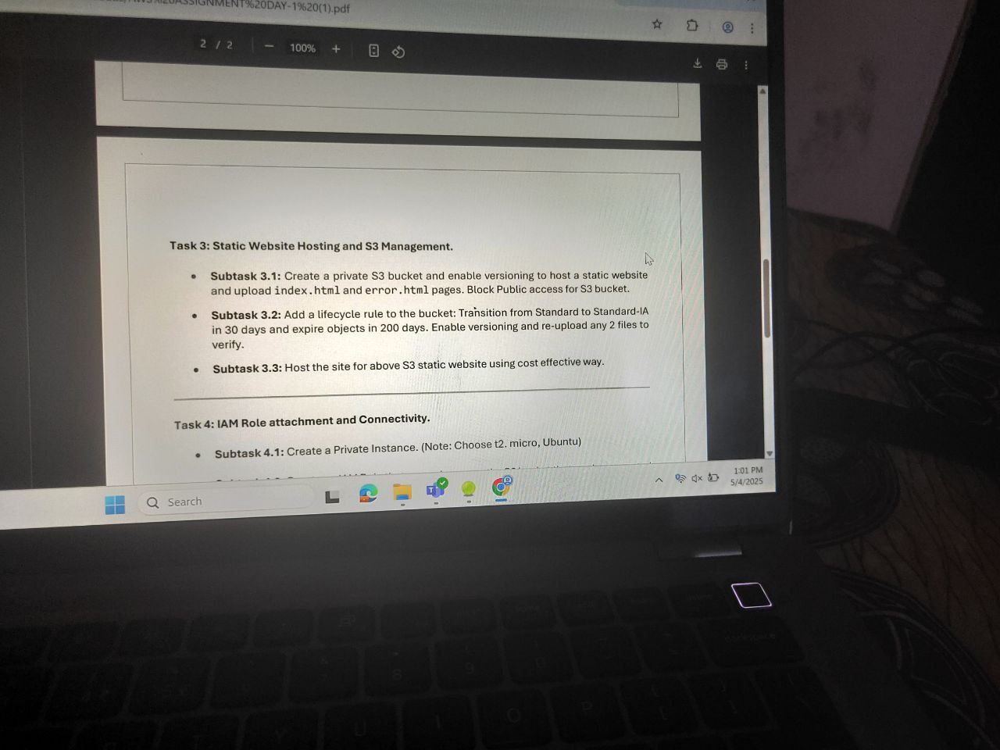 ASSIGNMENT%20DAY-1%20(1).pdf
2 / 2
100%
Task 3: Static Website Hosting and S3 Management.
Subtask 3.1: Create a private S3 bucket and enable versioning to host a static website
and upload index.html and error.html pages. Block Public access for S3 bucket.
Subtask 3.2: Add a lifecycle rule to the bucket: Transition from Standard to Standard-IA
in 30 days and expire objects in 200 days. Enable versioning and re-upload any 2 files to
verify.
Subtask 3.3: Host the site for above S3 static website using cost effective way.
Task 4: IAM Role attachment and Connectivity.
Subtask 4.1: Create a Private Instance. (Note: Choose t2. micro, Ubuntu)
Search
1:01 PM
5/4/2025
backspace
8
9
0
U
I
O
P